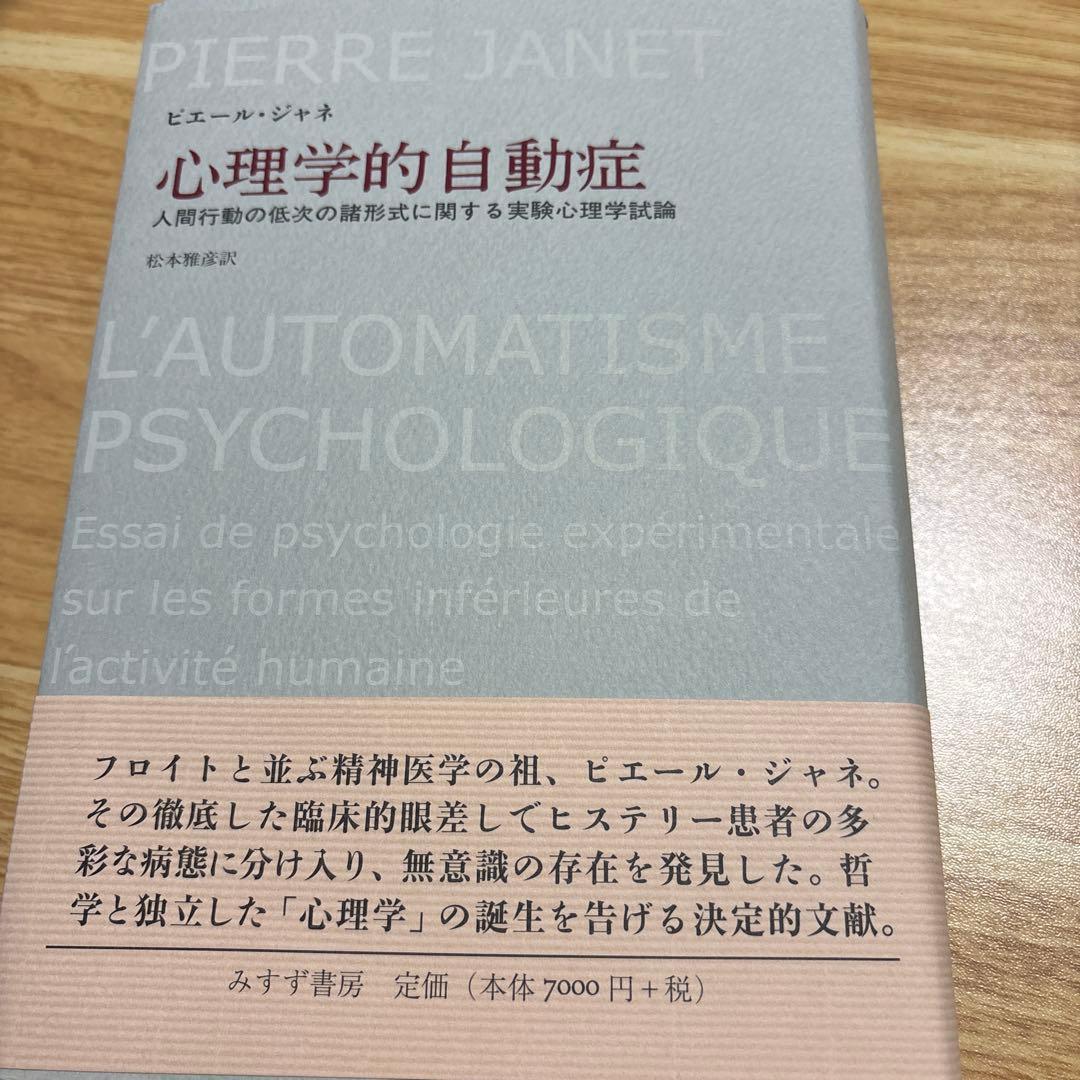 PIERRE JANET
ピエール・ジャネ
心理学的自動症
人間行動の低次の諸形式に関する実験心理学試論
松本雅彦訳
L'AUTOMATISME
PSYCHOLOGIQUE
Essai de psychologie expérimentale
sur les formes inférieures de
l'activité humaine
フロイトと並ぶ精神医学の祖、ピエール・ジャネ。
その徹底した臨床的眼差しでヒステリー患者の多
彩な病態に分け入り、無意識の存在を発見した。哲
学と独立した「心理学」の誕生を告げる決定的文献。
みすず書房 定価（本体 7000 円+税）